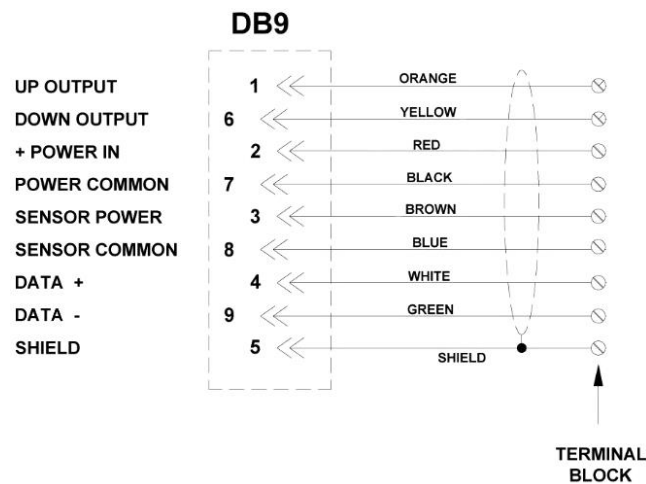 DB9
UP OUTPUT 1 ORANGE
DOWN OUTPUT 6 YELLOW
+ POWER IN 2 RED
POWER COMMON 7 BLACK
SENSOR POWER 3 BROWN
SENSOR COMMON 8 BLUE
DATA + 4 WHITE
DATA - 9 GREEN
SHIELD 5 SHIELD
TERMINAL
BLOCK